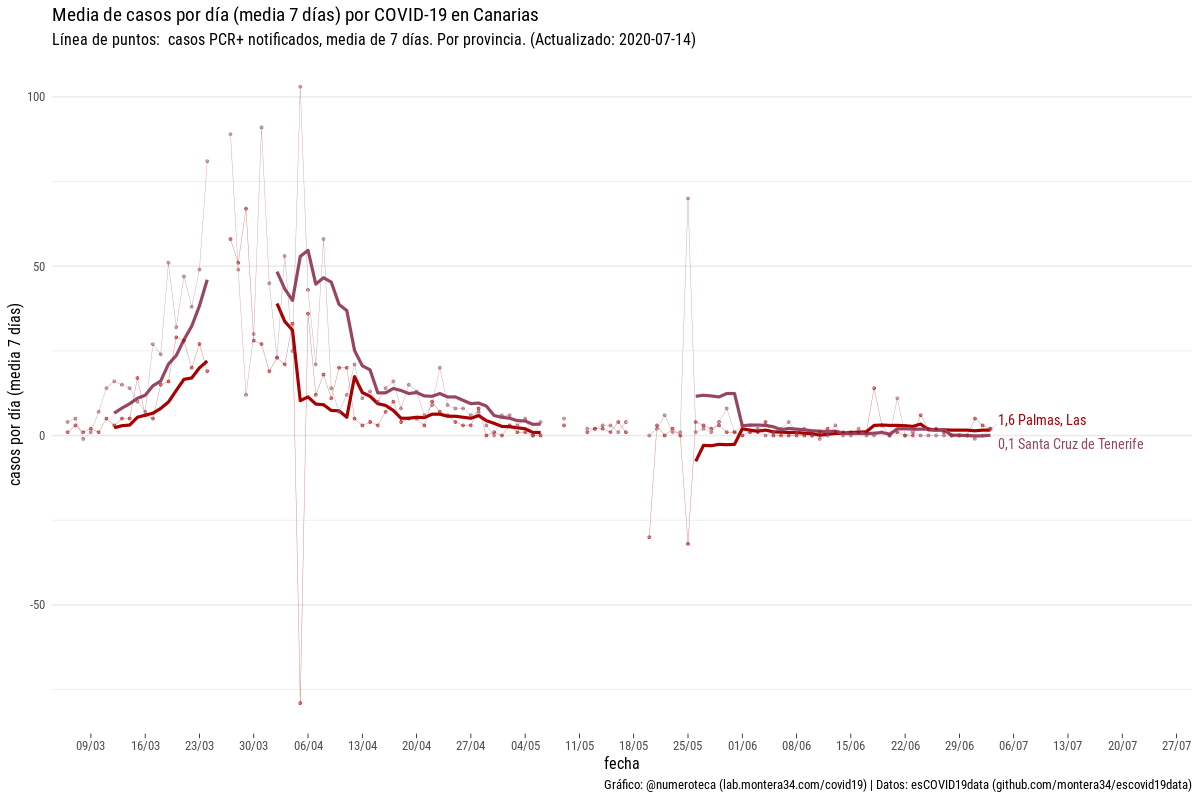 Media de casos por día (media 7 días) por COVID-19 en Canarias
Línea de puntos:  casos PCR+ notificados, media de 7 días. Por provincia. (Actualizado: 2020-07-14)
casos por día (media 7 días)
100
50
0
-50
1,6 Palmas, Las
0,1 Santa Cruz de Tenerife
09/03 16/03 23/03 30/03 06/04 13/04 20/04 27/04 04/05 11/05 18/05 25/05 01/06 08/06 15/06 22/06 29/06 06/07 13/07 20/07 27/07
fecha
Gráfico: @numeroteca (lab.montera34.com/covid19) | Datos: esCOVID19data (github.com/montera34/escovid19data)